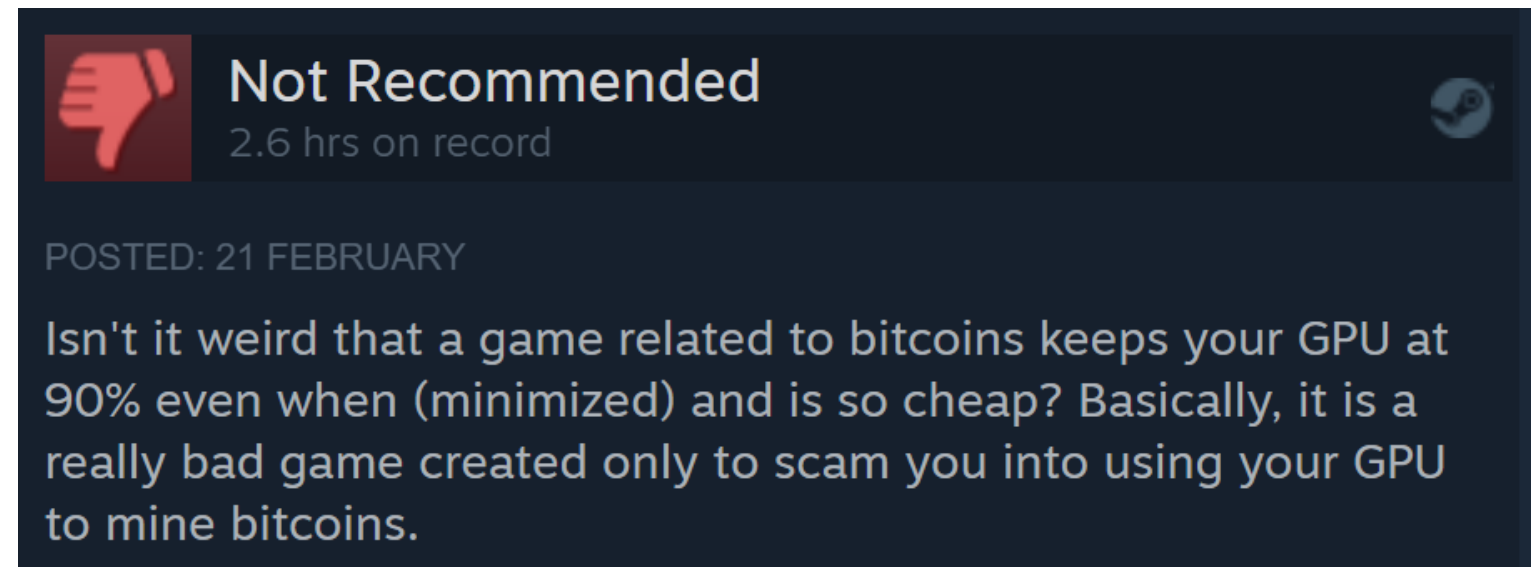 Not Recommended
2.6 hrs on record
POSTED: 21 FEBRUARY
Isn't it weird that a game related to bitcoins keeps your GPU at
90% even when (minimized) and is so cheap? Basically, it is a
really bad game created only to scam you into using your GPU
to mine bitcoins.